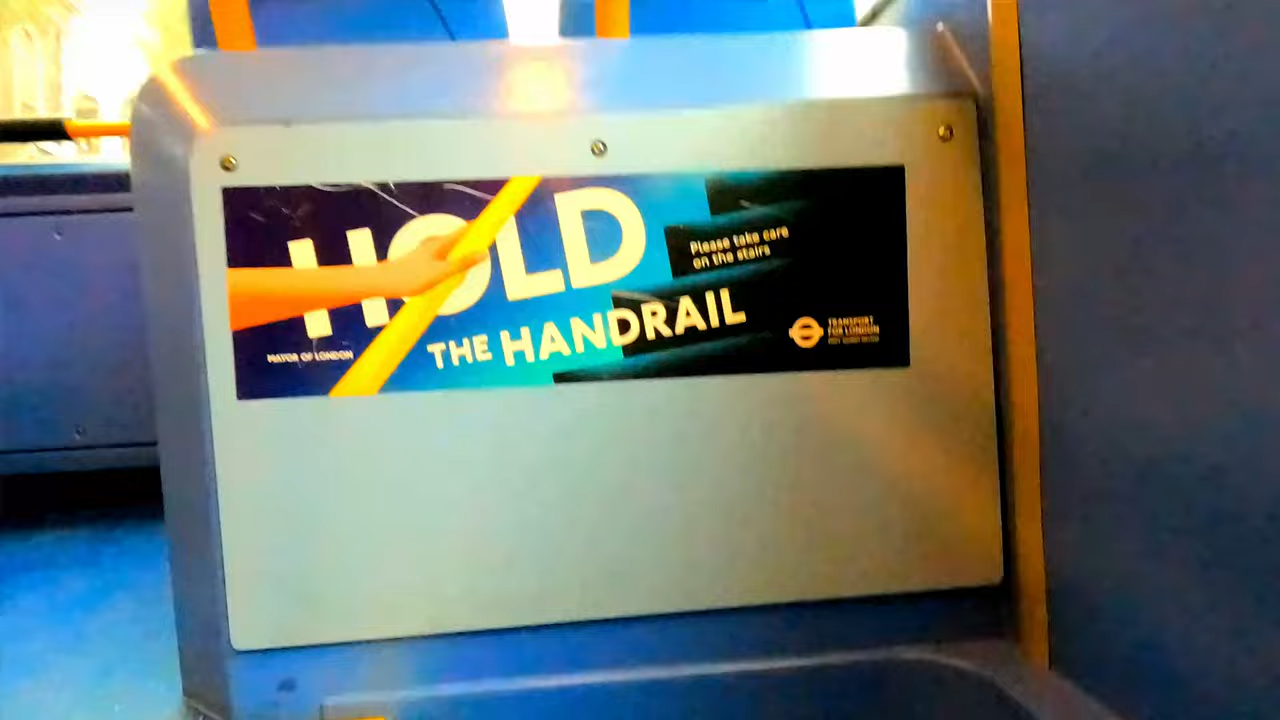 HOLD
THE HANDRAIL
Please take care
on the stairs
MAYOR OF LONDON
TRANSPORT
FOR LONDON